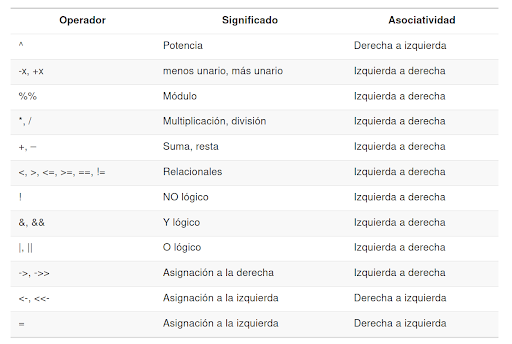 Operador Significado Asociatividad
^ Potencia Derecha a izquierda
-x, +x menos unario, más unario Izquierda a derecha
%% Módulo Izquierda a derecha
*, / Multiplicación, división Izquierda a derecha
+, – Suma, resta Izquierda a derecha
<, >, <=, >=, ==, != Relacionales Izquierda a derecha
! NO lógico Izquierda a derecha
&, && Y lógico Izquierda a derecha
|, || O lógico Izquierda a derecha
->, ->> Asignación a la derecha Izquierda a derecha
<-, <<- Asignación a la izquierda Derecha a izquierda
= Asignación a la izquierda Derecha a izquierda